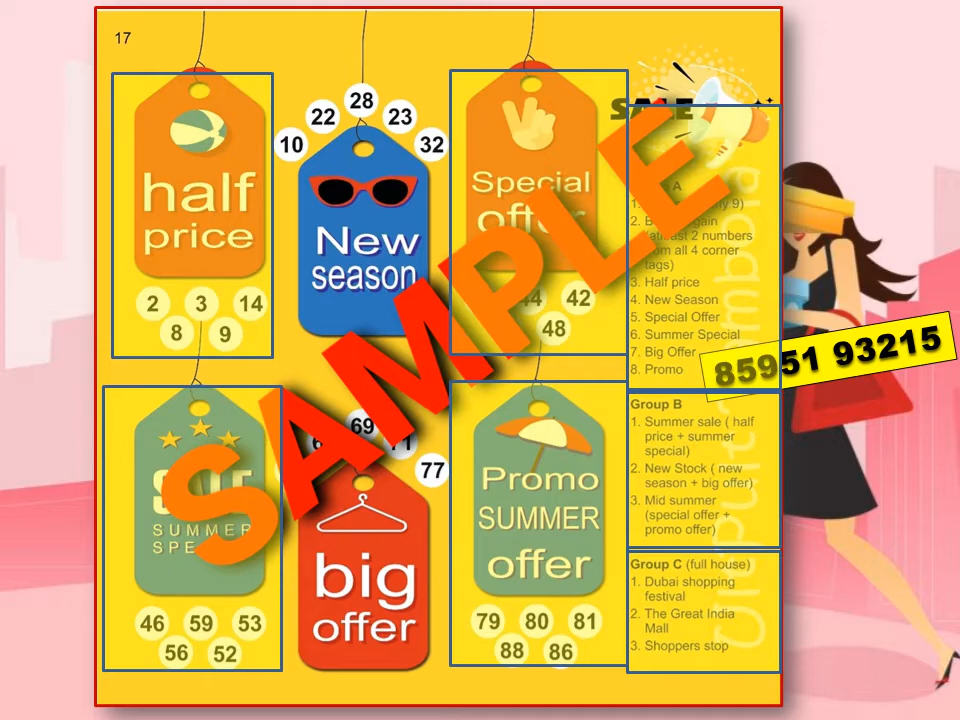 17
SALE
half
price
2 3 14
8 9
10 22 28 23 32
New
season
Special
offer
44 42
48
A
1.
2.
2 numbers
all 4 corner
tags)
3. Half price
4. New Season
5. Special Offer
6. Summer Special
7. Big Offer
8. Promo
SAMPLE
85951 93215
SUMMER
46 59 53
56 52
69
77
big
offer
Promo
SUMMER
offer
79 80 81
88 86
Group B
1. Summer sale ( half
price + summer
special)
2. New Stock ( new
season + big offer)
3. Mid summer
(special offer +
promo offer)
Group C (full house)
1. Dubai shopping
festival
2. The Great India
Mall
3. Shoppers stop